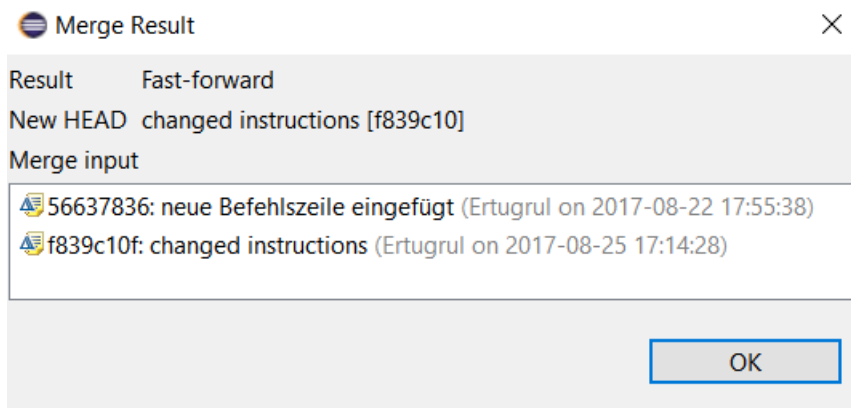 Merge Result
Result Fast-forward
New HEAD changed instructions [f839c10]
Merge input
56637836: neue Befehlszeile eingefügt (Ertugrul on 2017-08-22 17:55:38)
f839c10f: changed instructions (Ertugrul on 2017-08-25 17:14:28)
OK